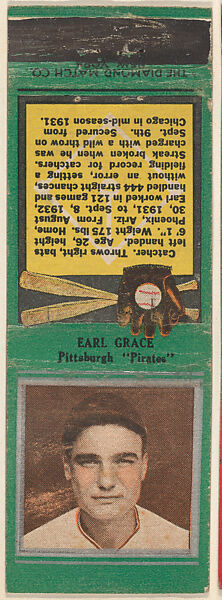 THE DIAMOND MATCH CO.
NEW YORK
Catcher. Throws right, bats
left handed. Age 26, height
6' 1". Weight 175 lbs. Home,
Phoenix, Ariz. From August
30, 1931 to Sept. 8, 1932,
Earl worked in 121 games and
handled 444 straight chances,
without an error, setting a
fielding record for catchers.
Streak broken when he was
charged with a wild throw on
Sept. 9th. Secured from
Chicago in mid-season 1931
EARL GRACE
Pittsburgh "Pirates"